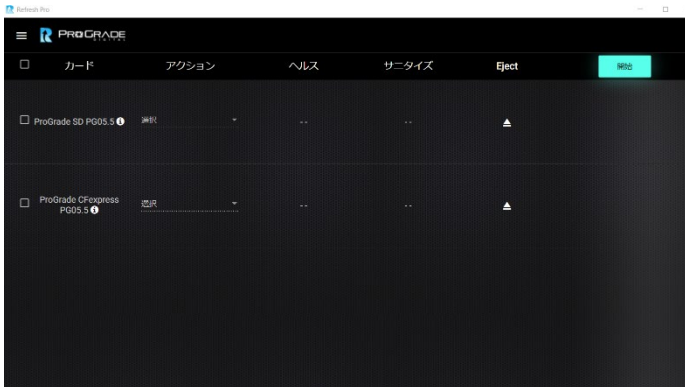 Refresh Pro
PROGRADE
DIGITAL
カード アクション ヘルス サニタイズ Eject 開始
ProGrade SD PG05.5 選択 -- --
ProGrade CFexpress
PG05.5 選択 -- --